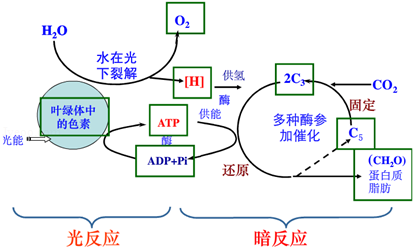 H₂O
O₂
水在光
下裂解
[H]
供氢
酶
2C₃
CO₂
固定
叶绿体中
的色素
光能
ATP
酶
供能
ADP+Pi
多种酶参
加催化
C₅
还原
(CH₂O)
蛋白质
脂肪
光反应
暗反应